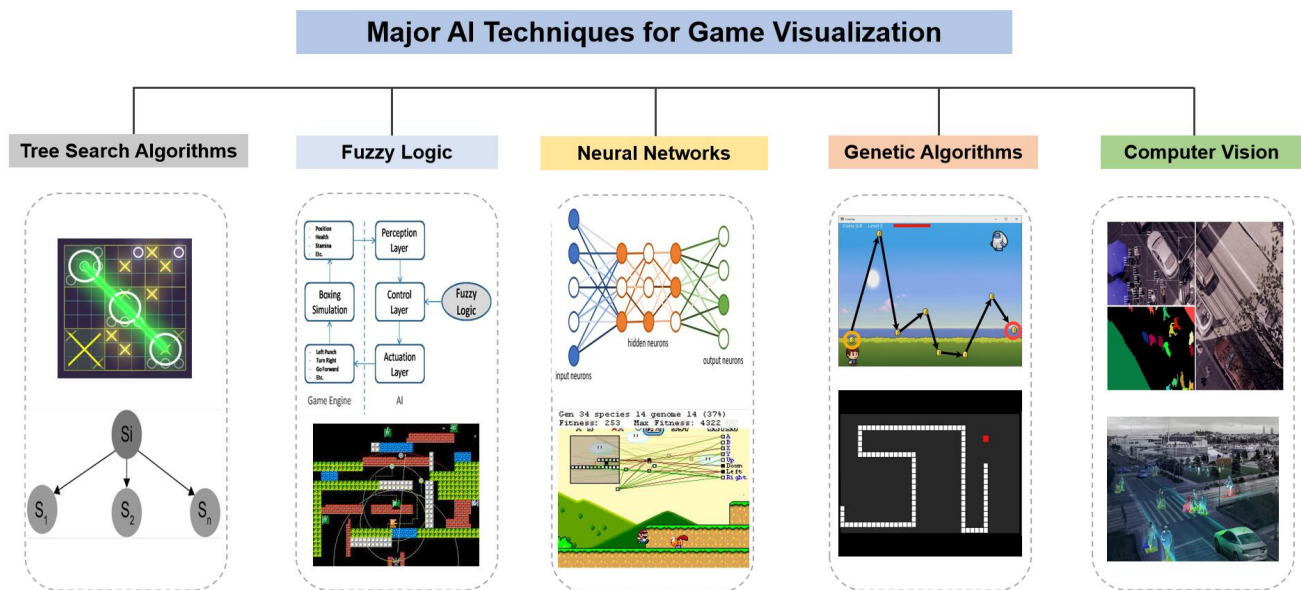 Major AI Techniques for Game Visualization
Tree Search Algorithms
Fuzzy Logic
Neural Networks
Genetic Algorithms
Computer Vision
Si
S1
S2
Sn
- Position
- Health
- Stamina
- Etc.
Perception
Layer
Boxing
Simulation
Control
Layer
Fuzzy
Logic
- Left Punch
- Turn Right
- Go Forward
- Etc.
Actuation
Layer
Game Engine
AI
hidden neurons
output neurons
input neurons
Gen 34 species 14 genome 14 (37%)
Fitness: 253 Max Fitness: 4322
A
B
X
Y
Up
Down
Left
Right